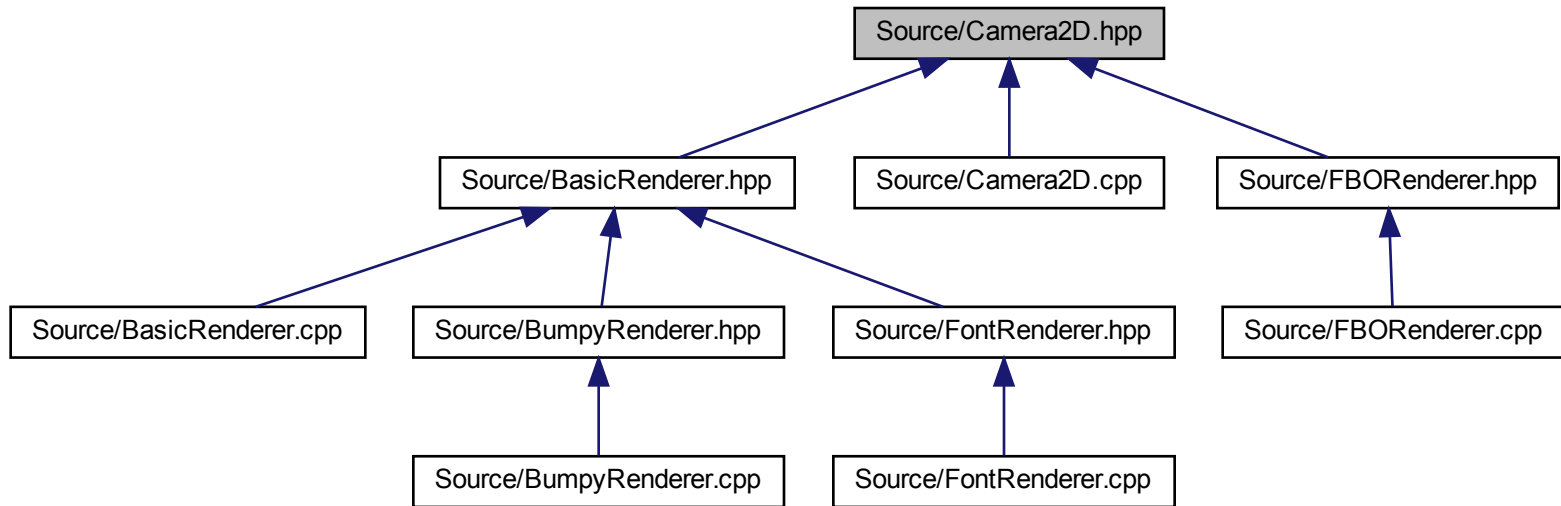 Source/Camera2D.hpp
Source/BasicRenderer.hpp
Source/Camera2D.cpp
Source/FBORenderer.hpp
Source/BasicRenderer.cpp
Source/BumpyRenderer.hpp
Source/FontRenderer.hpp
Source/FBORenderer.cpp
Source/BumpyRenderer.cpp
Source/FontRenderer.cpp